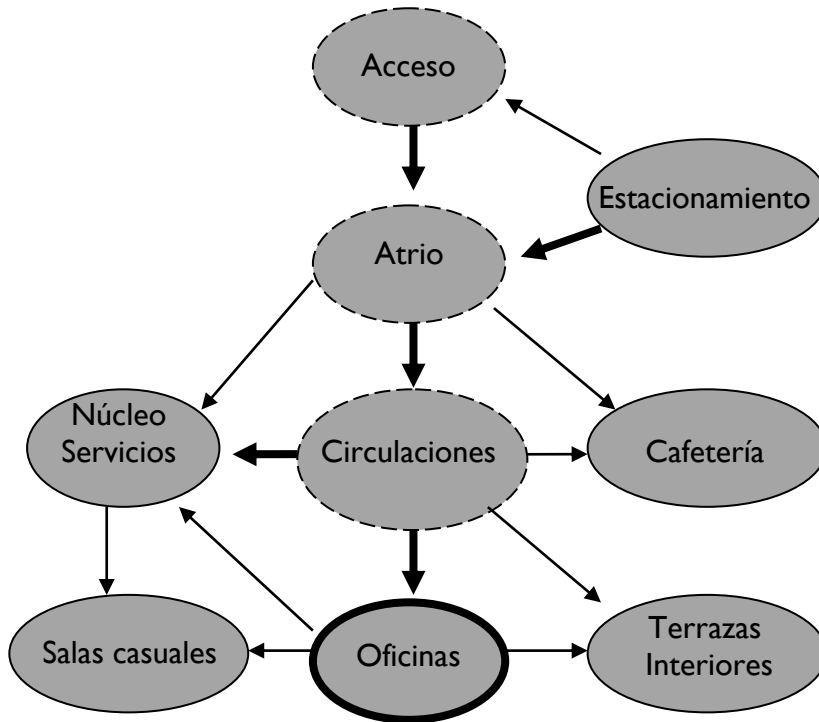 Acceso
Estacionamiento
Atrio
Núcleo
Servicios
Circulaciones
Cafetería
Salas casuales
Oficinas
Terrazas
Interiores